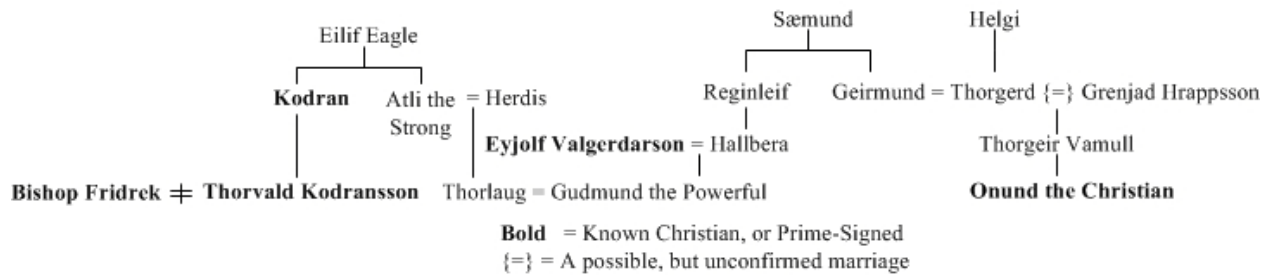 Sæmund Helgi
Eilif Eagle
Kodran Atli the = Herdis Reginleif Geirmund = Thorgerd {=} Grenjad Hrappsson
Strong
Eyjolf Valgerdarson = Hallbera Thorgeir Vamull
Bishop Fridrek ≠ Thorvald Kodransson Thorlaug = Gudmund the Powerful Onund the Christian
Bold = Known Christian, or Prime-Signed
{=} = A possible, but unconfirmed marriage